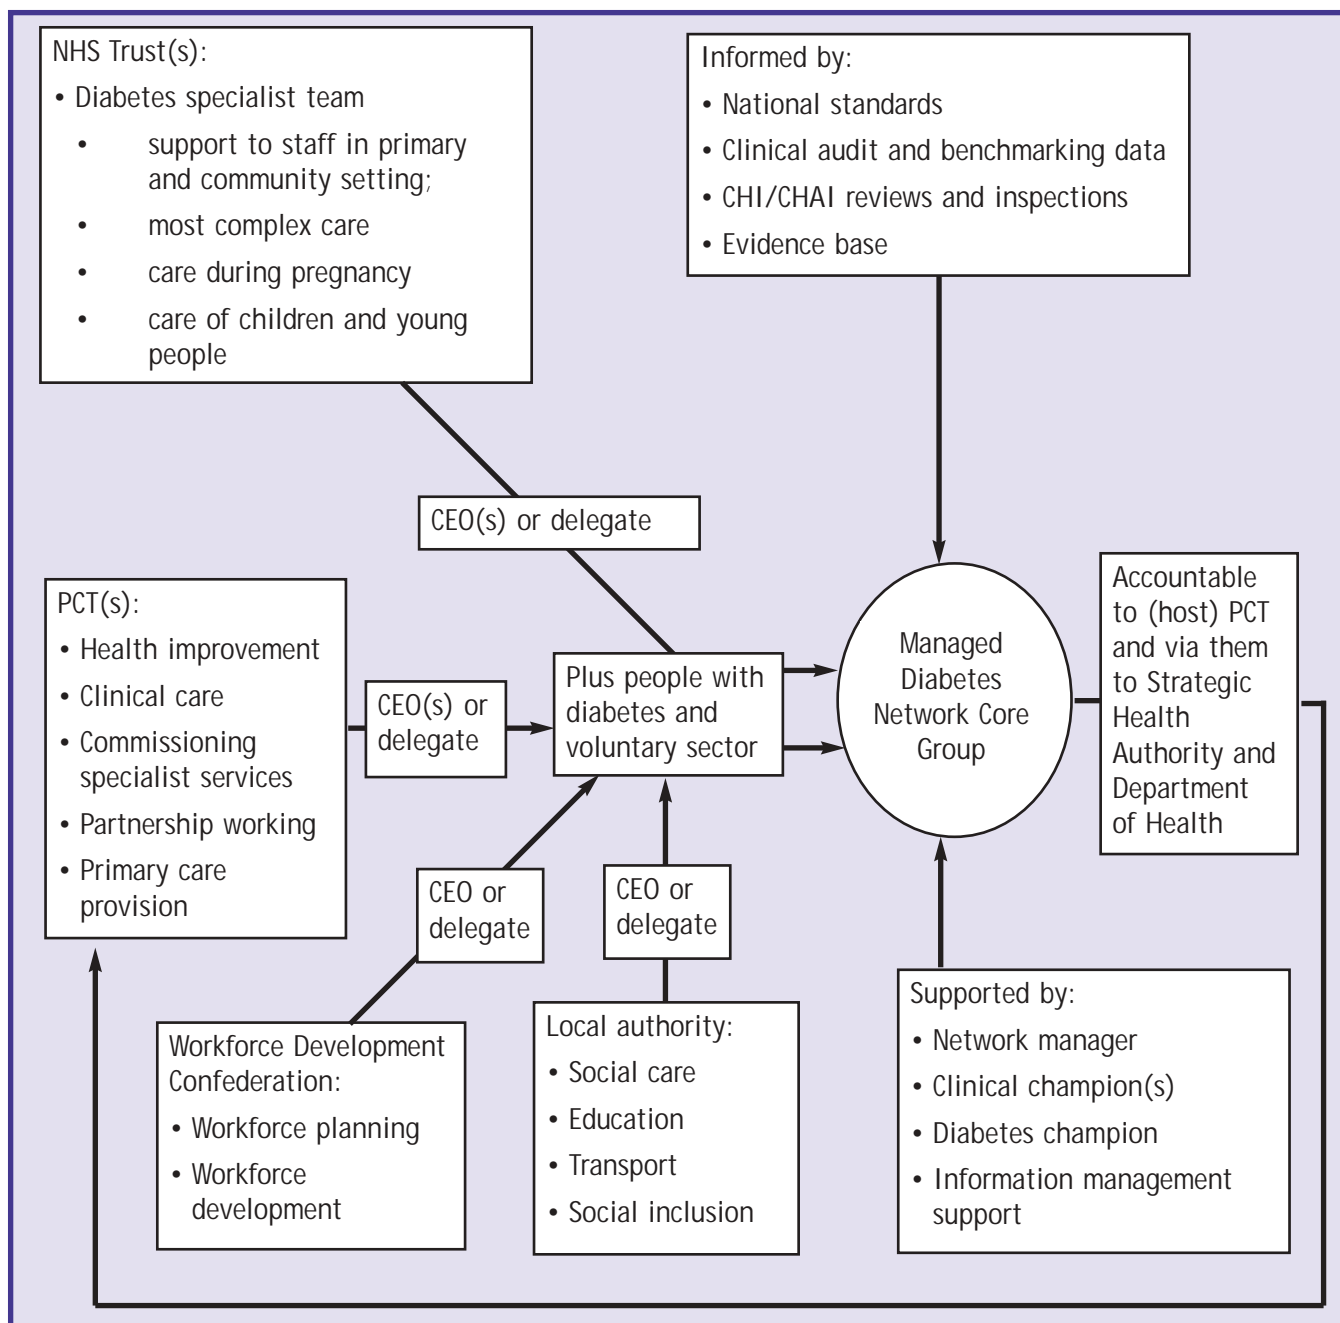 NHS Trust(s):
• Diabetes specialist team
• support to staff in primary
and community setting;
• most complex care
• care during pregnancy
• care of children and young
people
Informed by:
• National standards
• Clinical audit and benchmarking data
• CHI/CHAI reviews and inspections
• Evidence base
CEO(s) or delegate
PCT(s):
• Health improvement
• Clinical care
• Commissioning
specialist services
• Partnership working
• Primary care
provision
CEO(s) or
delegate
Plus people with
diabetes and
voluntary sector
Managed
Diabetes
Network Core
Group
Accountable
to (host) PCT
and via them
to Strategic
Health
Authority and
Department
of Health
CEO or
delegate
CEO or
delegate
Workforce Development
Confederation:
• Workforce planning
• Workforce
development
Local authority:
• Social care
• Education
• Transport
• Social inclusion
Supported by:
• Network manager
• Clinical champion(s)
• Diabetes champion
• Information management
support